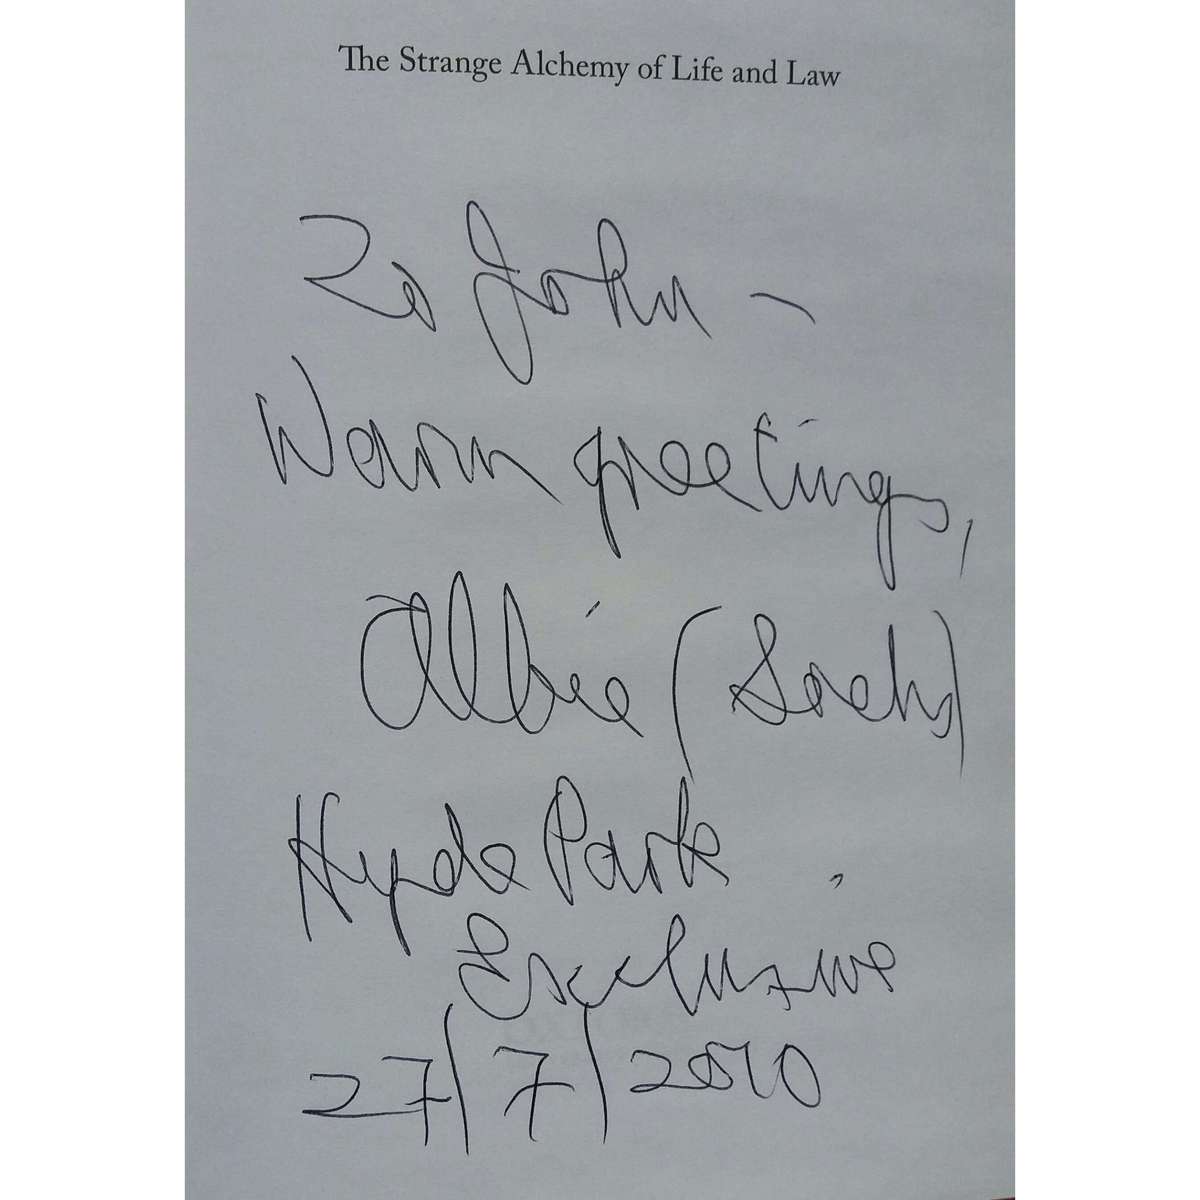 The Strange Alchemy of Life and Law
To John –
Warm greetings,
Albie (Sachs)
Hyde Park
Exclusive
27/7/2010